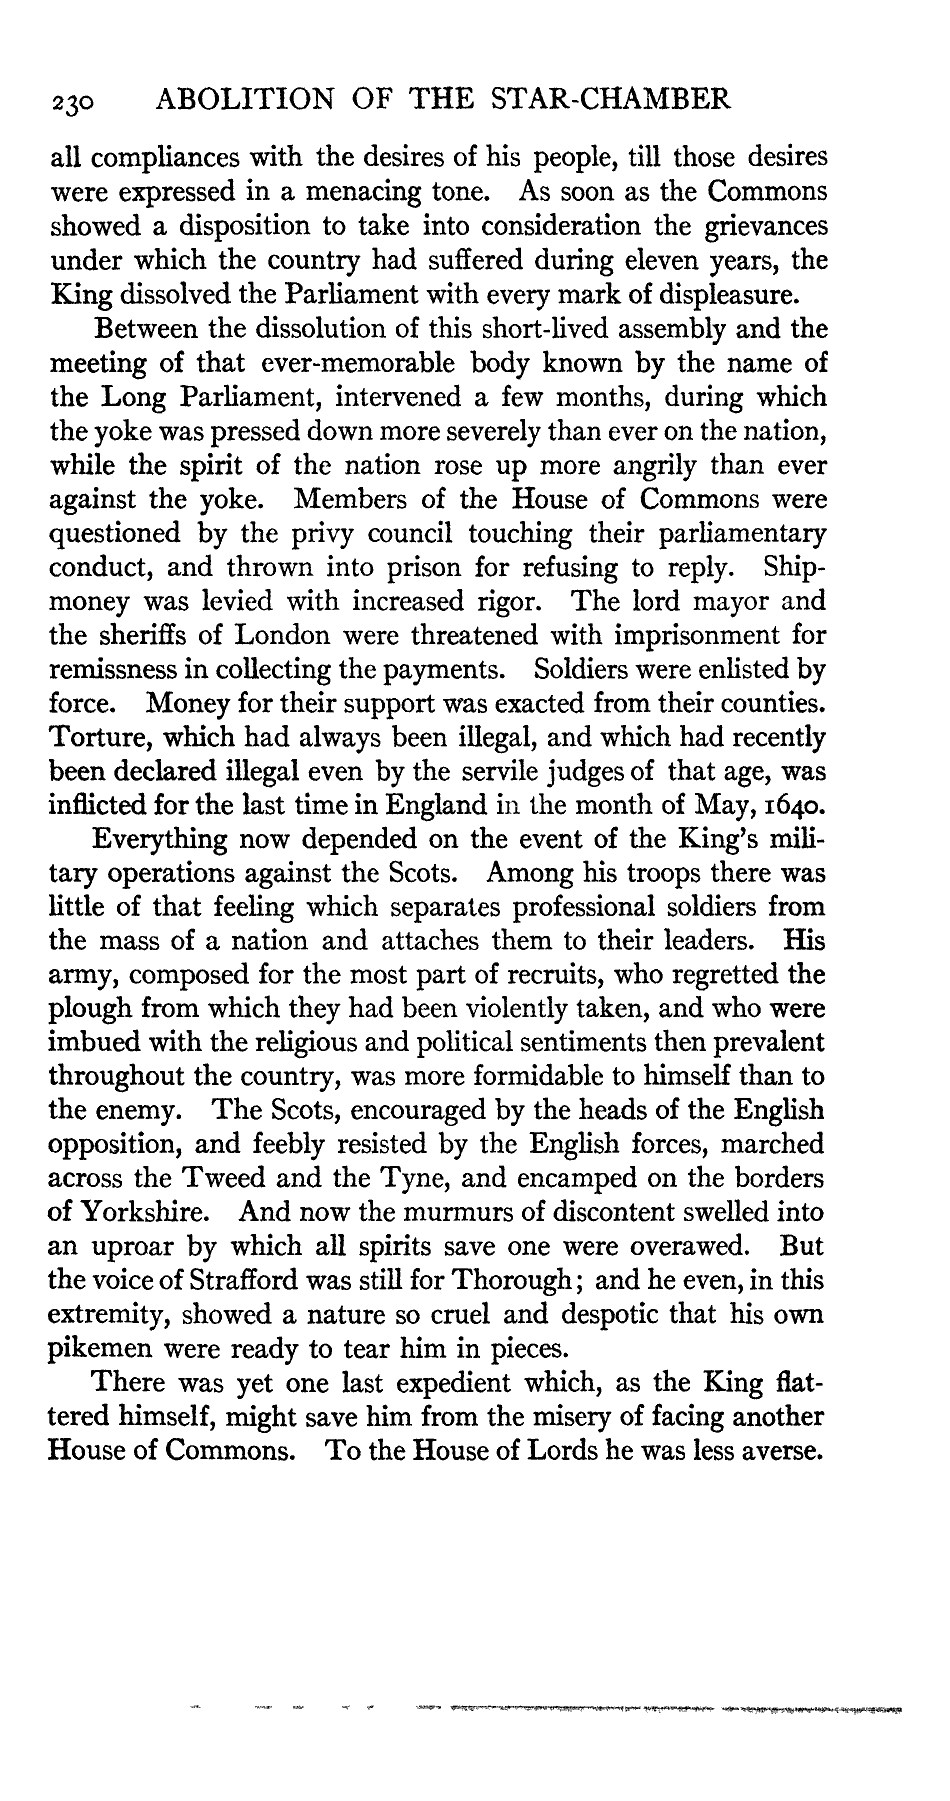 230 ABOLITION OF THE STAR-CHAMBER
all compliances with the desires of his people, till those desires
were expressed in a menacing tone. As soon as the Commons
showed a disposition to take into consideration the grievances
under which the country had suffered during eleven years, the
King dissolved the Parliament with every mark of displeasure.
Between the dissolution of this short-lived assembly and the
meeting of that ever-memorable body known by the name of
the Long Parliament, intervened a few months, during which
the yoke was pressed down more severely than ever on the nation,
while the spirit of the nation rose up more angrily than ever
against the yoke. Members of the House of Commons were
questioned by the privy council touching their parliamentary
conduct, and thrown into prison for refusing to reply. Ship-
money was levied with increased rigor. The lord mayor and
the sheriffs of London were threatened with imprisonment for
remissness in collecting the payments. Soldiers were enlisted by
force. Money for their support was exacted from their counties.
Torture, which had always been illegal, and which had recently
been declared illegal even by the servile judges of that age, was
inflicted for the last time in England in the month of May, 1640.
Everything now depended on the event of the King's mili-
tary operations against the Scots. Among his troops there was
little of that feeling which separates professional soldiers from
the mass of a nation and attaches them to their leaders. His
army, composed for the most part of recruits, who regretted the
plough from which they had been violently taken, and who were
imbued with the religious and political sentiments then prevalent
throughout the country, was more formidable to himself than to
the enemy. The Scots, encouraged by the heads of the English
opposition, and feebly resisted by the English forces, marched
across the Tweed and the Tyne, and encamped on the borders
of Yorkshire. And now the murmurs of discontent swelled into
an uproar by which all spirits save one were overawed. But
the voice of Strafford was still for Thorough; and he even, in this
extremity, showed a nature so cruel and despotic that his own
pikemen were ready to tear him in pieces.
There was yet one last expedient which, as the King flat-
tered himself, might save him from the misery of facing another
House of Commons. To the House of Lords he was less averse.